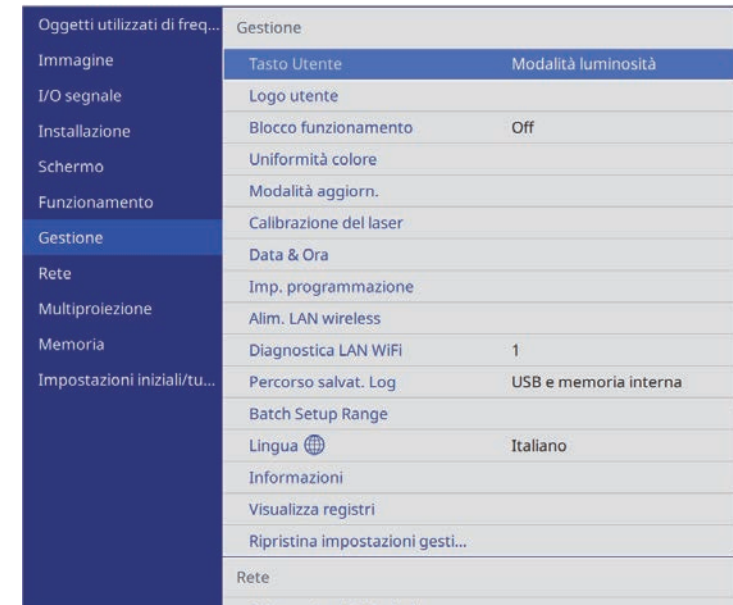 Oggetti utilizzati di freq...
Immagine
I/O segnale
Installazione
Schermo
Funzionamento
Gestione
Rete
Multiproiezione
Memoria
Impostazioni iniziali/tu...
Gestione
Tasto Utente Modalità luminosità
Logo utente
Blocco funzionamento Off
Uniformità colore
Modalità aggiorn.
Calibrazione del laser
Data & Ora
Imp. programmazione
Alim. LAN wireless
Diagnostica LAN WiFi 1
Percorso salvat. Log USB e memoria interna
Batch Setup Range
Lingua Italiano
Informazioni
Visualizza registri
Ripristina impostazioni gesti...
Rete